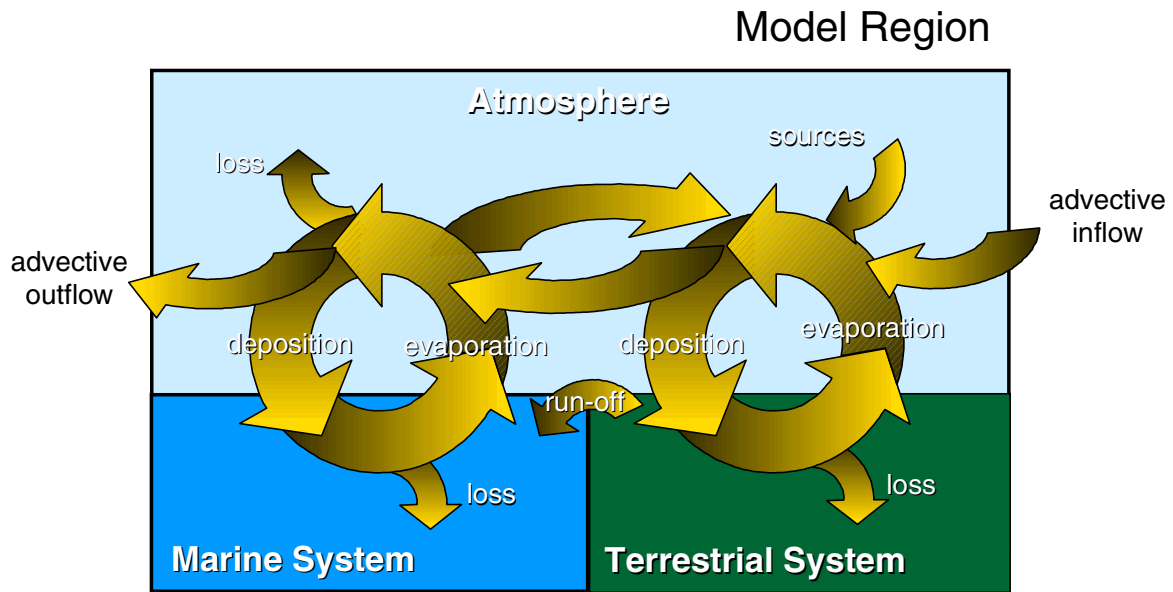 Model Region
Atmosphere
sources
loss
advective
inflow
advective
outflow
deposition
evaporation
deposition
evaporation
run-off
loss
loss
Marine System
Terrestrial System